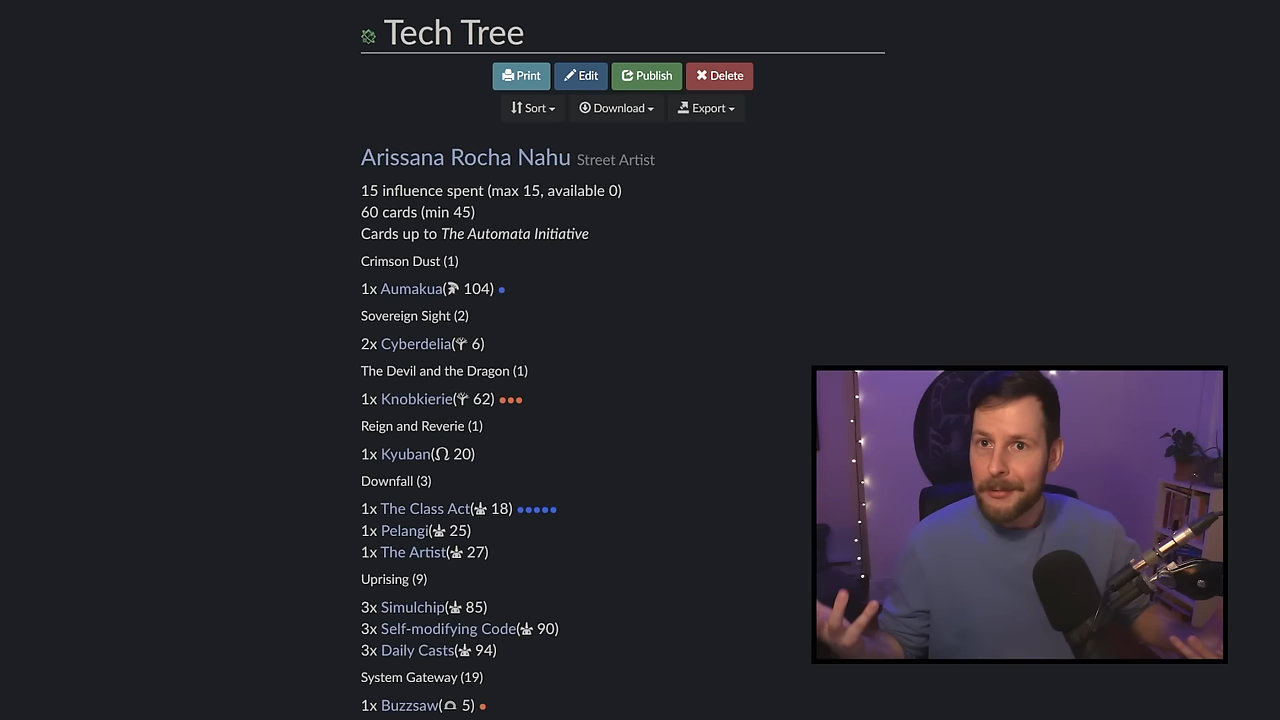 Tech Tree
Print Edit Publish Delete
Sort Download Export
Arissana Rocha Nahu Street Artist
15 influence spent (max 15, available 0)
60 cards (min 45)
Cards up to The Automata Initiative
Crimson Dust (1)
1x Aumakua( 104)
Sovereign Sight (2)
2x Cyberdelia( 6)
The Devil and the Dragon (1)
1x Knobkierie( 62)
Reign and Reverie (1)
1x Kyuban( 20)
Downfall (3)
1x The Class Act( 18)
1x Pelangi( 25)
1x The Artist( 27)
Uprising (9)
3x Simulchip( 85)
3x Self-modifying Code( 90)
3x Daily Casts( 94)
System Gateway (19)
1x Buzzsaw( 5)